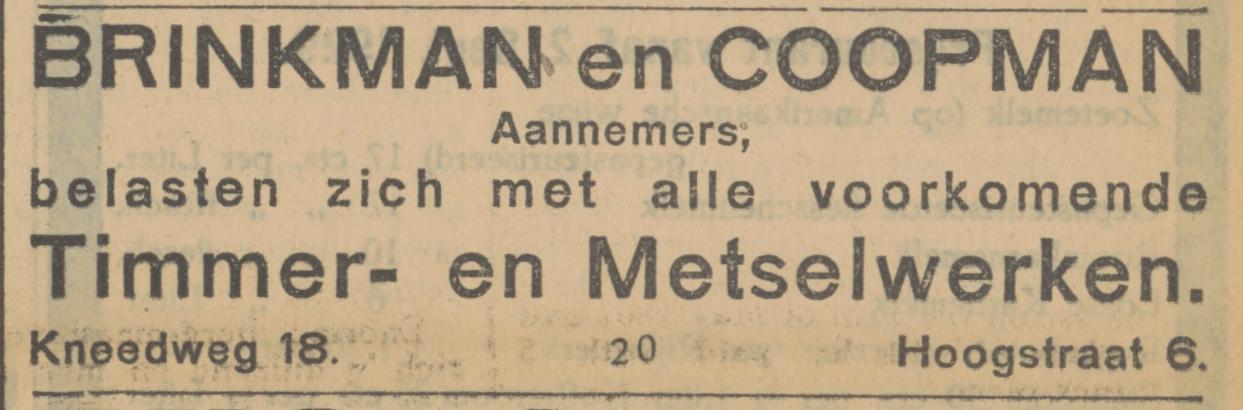 BRINKMAN en COOPMAN
Aannemers,
belasten zich met alle voorkomende
Timmer- en Metselwerken.
Kneedweg 18. 20 Hoogstraat 6.